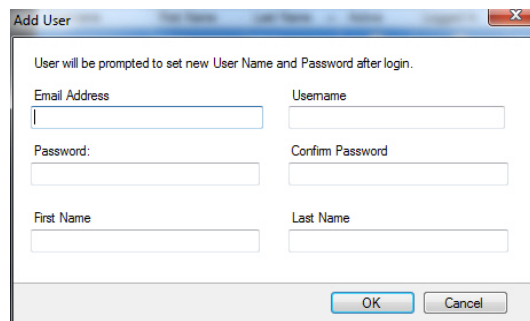 Add User
User will be prompted to set new User Name and Password after login.
Email Address Username
Password: Confirm Password
First Name Last Name
OK Cancel